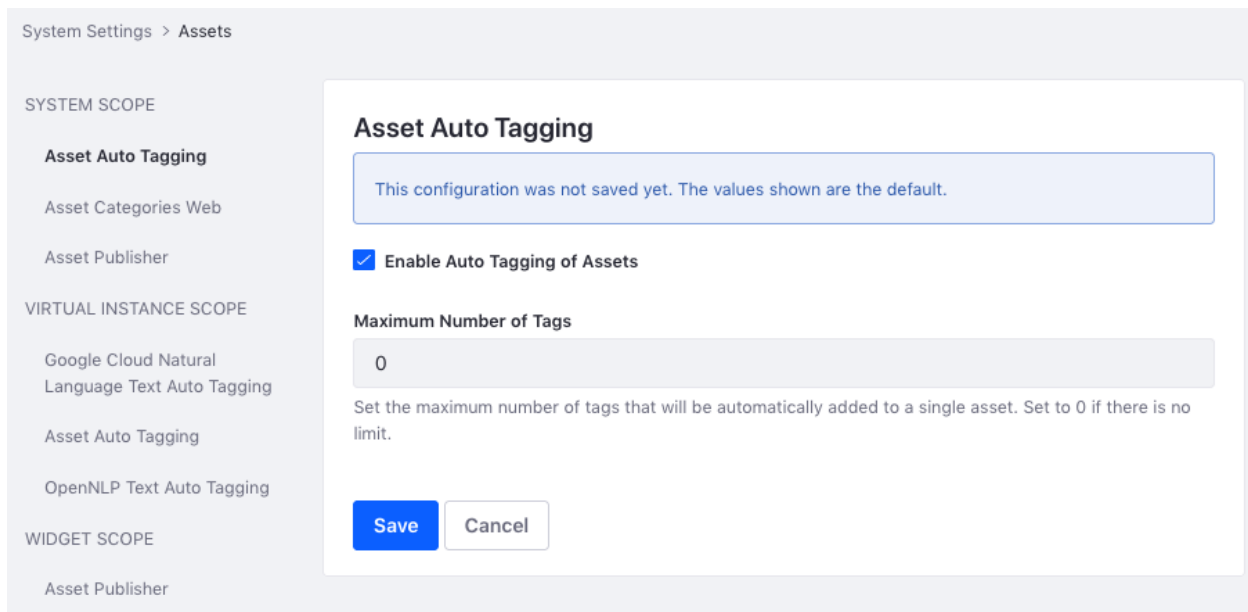 System Settings > Assets
SYSTEM SCOPE
Asset Auto Tagging
Asset Categories Web
Asset Publisher
VIRTUAL INSTANCE SCOPE
Google Cloud Natural
Language Text Auto Tagging
Asset Auto Tagging
OpenNLP Text Auto Tagging
WIDGET SCOPE
Asset Publisher
Asset Auto Tagging
This configuration was not saved yet. The values shown are the default.
Enable Auto Tagging of Assets
Maximum Number of Tags
0
Set the maximum number of tags that will be automatically added to a single asset. Set to 0 if there is no
limit.
Save
Cancel